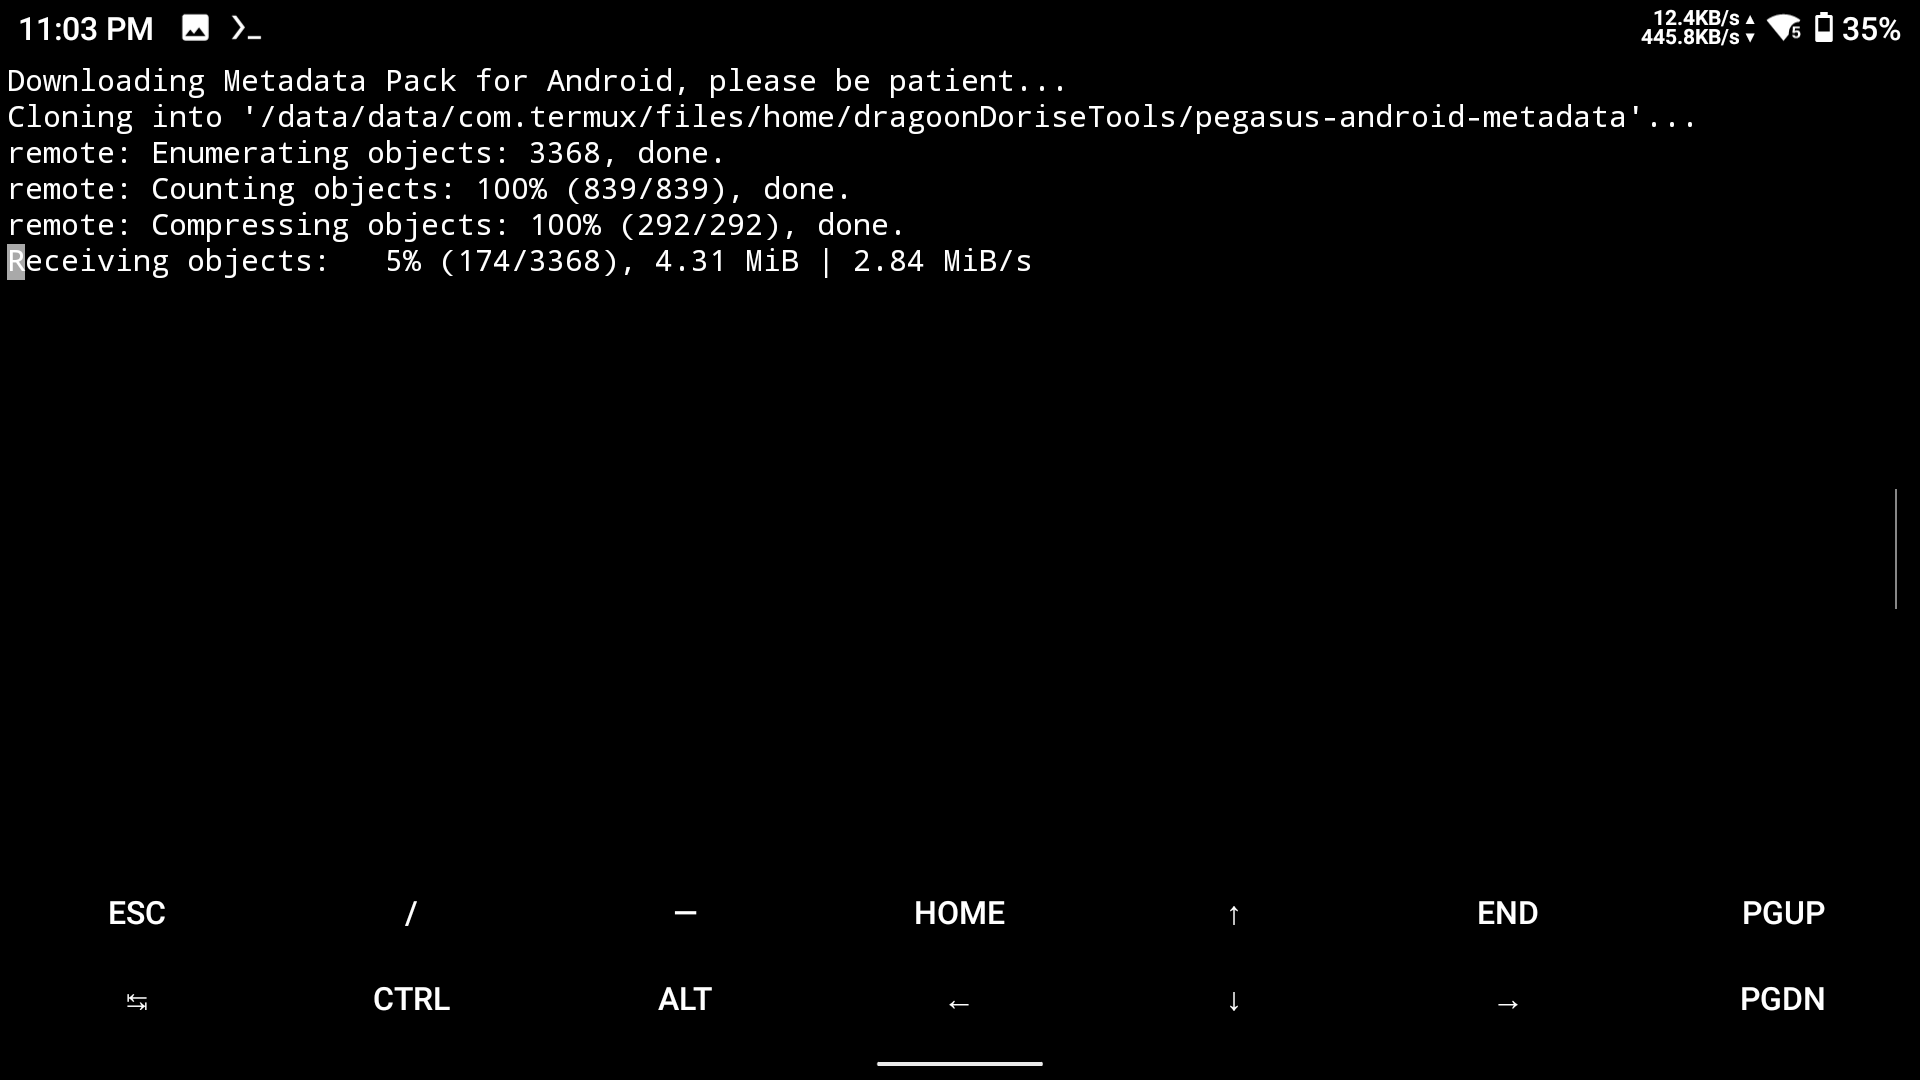 11:03 PM
12.4KB/s ▲
445.8KB/s ▼
5
35%
Downloading Metadata Pack for Android, please be patient...
Cloning into '/data/data/com.termux/files/home/dragoonDoriseTools/pegasus-android-metadata'...
remote: Enumerating objects: 3368, done.
remote: Counting objects: 100% (839/839), done.
remote: Compressing objects: 100% (292/292), done.
Receiving objects:   5% (174/3368), 4.31 MiB | 2.84 MiB/s
ESC / — HOME ↑ END PGUP
↹ CTRL ALT ← ↓ → PGDN